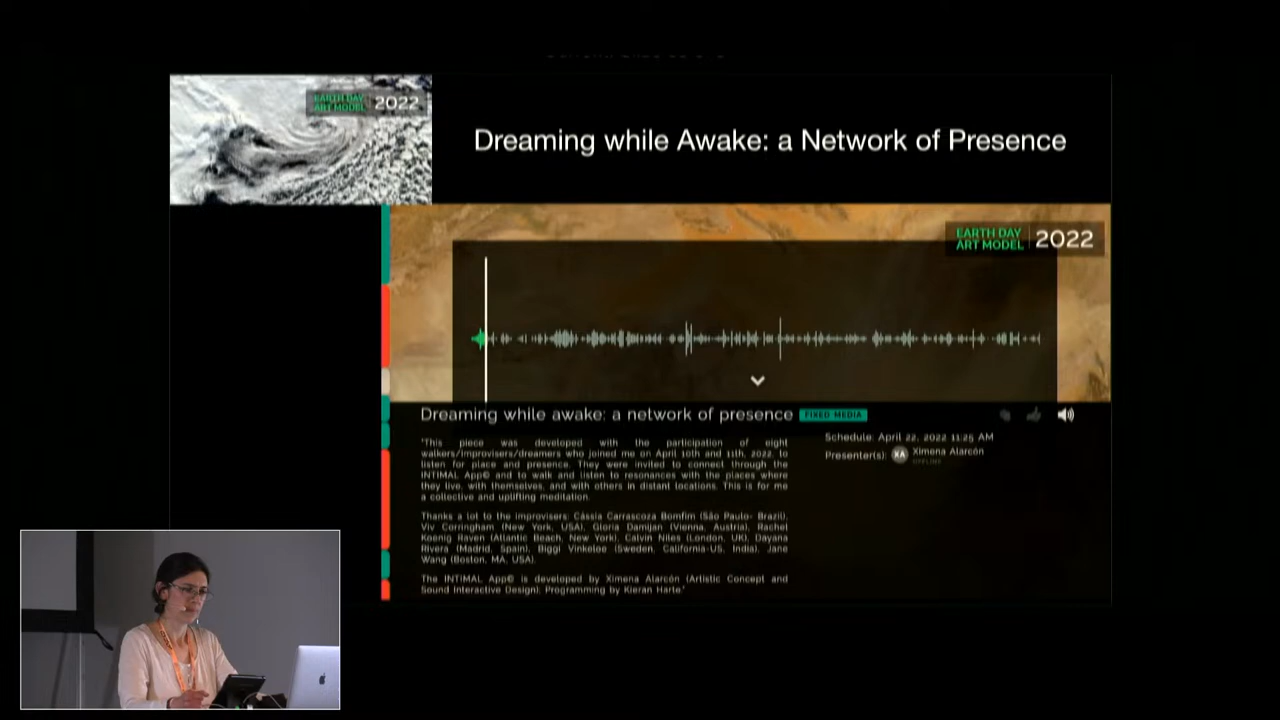 EARTH DAY
ART MODEL 2022
Dreaming while Awake: a Network of Presence
EARTH DAY
ART MODEL 2022
Dreaming while awake: a network of presence FIXED MEDIA
"This piece was developed with the participation of eight
walkers/improvisers/dreamers who joined me on April 10th and 11th, 2022, to
listen for place and presence. They were invited to connect through the
INTIMAL App© and to walk and listen to resonances with the places where
they live, with themselves, and with others in distant locations. This is for me
a collective and uplifting meditation.
Thanks a lot to the improvisers: Cássia Carrascoza Bomfim (São Paulo- Brazil),
Viv Corringham (New York, USA), Gloria Damijan (Vienna, Austria), Rachel
Koenig Raven (Atlantic Beach, New York), Calvin Niles (London, UK), Dayana
Rivera (Madrid, Spain), Biggi Vinkeloe (Sweden, California-US, India), Jane
Wang (Boston, MA, USA).
The INTIMAL App© is developed by Ximena Alarcón (Artistic Concept and
Sound Interactive Design); Programming by Kieran Harte."
Schedule: April 22, 2022 11:25 AM
Presenter(s): XA Ximena Alarcón
OFFLINE